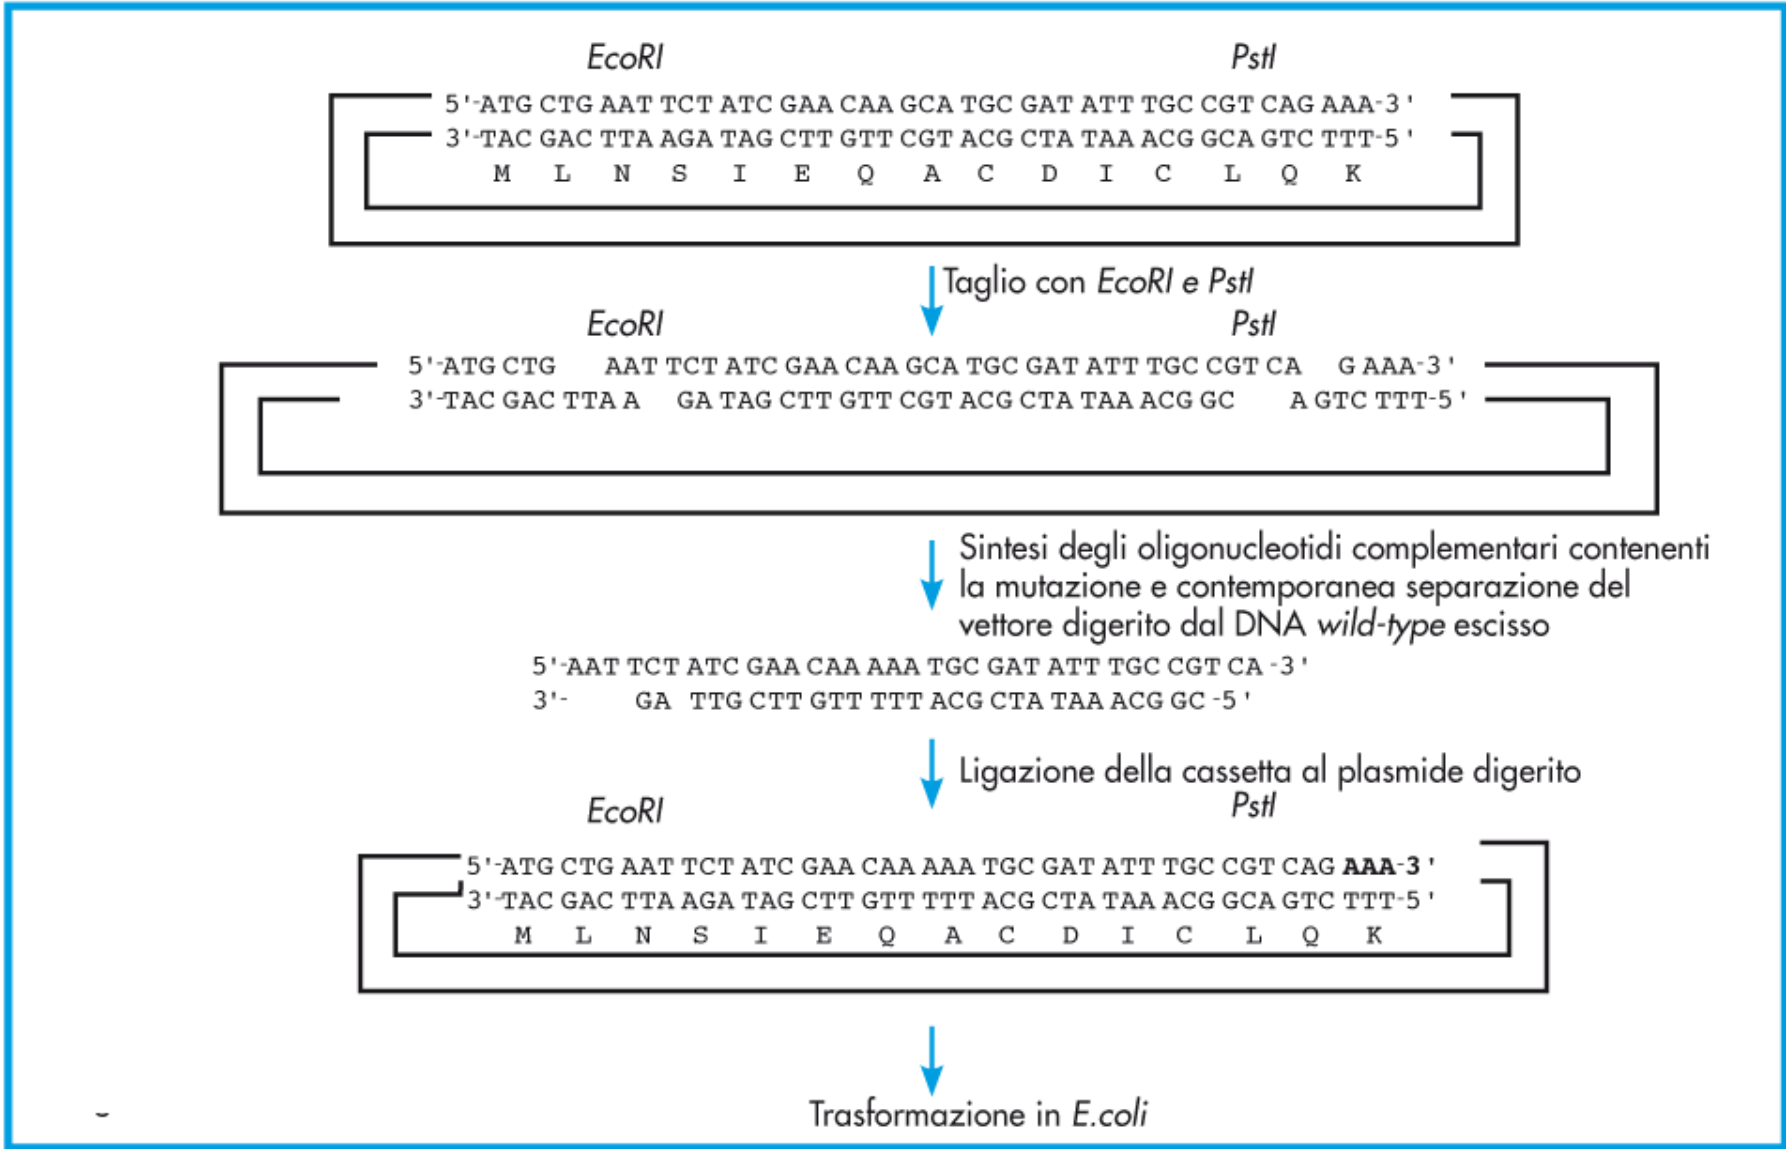 EcoRI PstI
5'-ATG CTG AAT TCT ATC GAA CAA GCA TGC GAT ATT TGC CGT CAG AAA-3'
3'-TAC GAC TTA AGA TAG CTT GTT CGT ACG CTA TAA ACG GCA GTC TTT-5'
M L N S I E Q A C D I C L Q K
Taglio con EcoRI e PstI
EcoRI PstI
5'-ATG CTG AAT TCT ATC GAA CAA GCA TGC GAT ATT TGC CGT CA G AAA-3'
3'-TAC GAC TTA A GA TAG CTT GTT CGT ACG CTA TAA ACG GC A GTC TTT-5'
Sintesi degli oligonucleotidi complementari contenenti
la mutazione e contemporanea separazione del
vettore digerito dal DNA wild-type escisso
5'-AAT TCT ATC GAA CAA AAA TGC GAT ATT TGC CGT CA -3'
3'- GA TTG CTT GTT TTT ACG CTA TAA ACG GC -5'
Ligazione della cassetta al plasmide digerito
EcoRI PstI
5'-ATG CTG AAT TCT ATC GAA CAA AAA TGC GAT ATT TGC CGT CAG AAA-3'
3'-TAC GAC TTA AGA TAG CTT GTT TTT ACG CTA TAA ACG GCA GTC TTT-5'
M L N S I E Q A C D I C L Q K
Trasformazione in E.coli